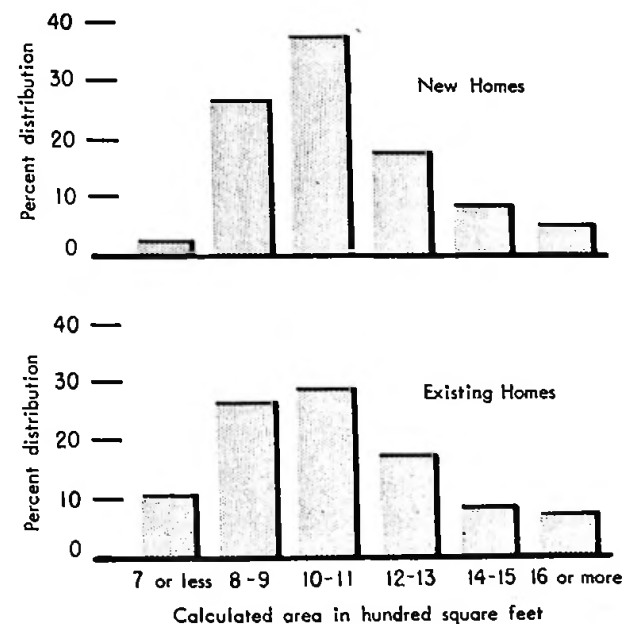 40
30
20
10
0
Percent distribution
New Homes
40
30
20
10
0
Percent distribution
Existing Homes
7 or less 8-9 10-11 12-13 14-15 16 or more
Calculated area in hundred square feet